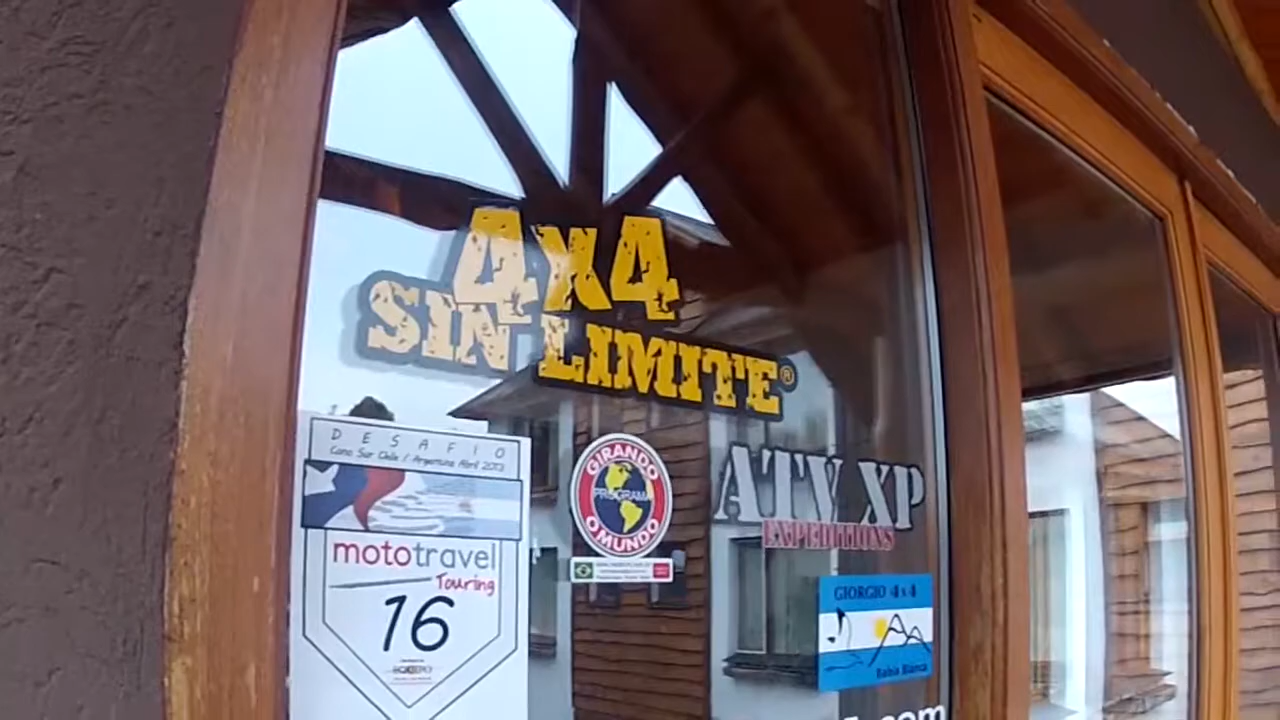 4x4
SIN LIMITE®
DESAFIO
Cono Sur Chile / Argentina Abril 2013
mototravel
Touring
16
GIRANDO
PROGRAMA
O MUNDO
ATV XP
EXPEDITIONS
GIORGIO 4x4
Bahia Blanca
.com